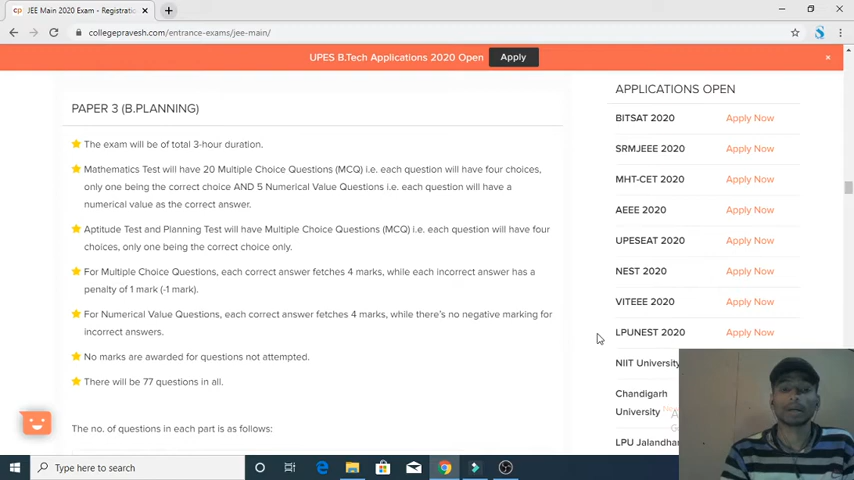 JEE Main 2020 Exam - Registratio
collegepravesh.com/entrance-exams/jee-main/
UPES B.Tech Applications 2020 Open Apply
PAPER 3 (B.PLANNING)
The exam will be of total 3-hour duration.
Mathematics Test will have 20 Multiple Choice Questions (MCQ) i.e. each question will have four choices,
only one being the correct choice AND 5 Numerical Value Questions i.e. each question will have a
numerical value as the correct answer.
Aptitude Test and Planning Test will have Multiple Choice Questions (MCQ) i.e. each question will have four
choices, only one being the correct choice only.
For Multiple Choice Questions, each correct answer fetches 4 marks, while each incorrect answer has a
penalty of 1 mark (-1 mark).
For Numerical Value Questions, each correct answer fetches 4 marks, while there's no negative marking for
incorrect answers.
No marks are awarded for questions not attempted.
There will be 77 questions in all.
The no. of questions in each part is as follows:
APPLICATIONS OPEN
BITSAT 2020 Apply Now
SRMJEEE 2020 Apply Now
MHT-CET 2020 Apply Now
AEEE 2020 Apply Now
UPESEAT 2020 Apply Now
NEST 2020 Apply Now
VITEEE 2020 Apply Now
LPUNEST 2020 Apply Now
NIIT University
Chandigarh
University
LPU Jalandha
Type here to search